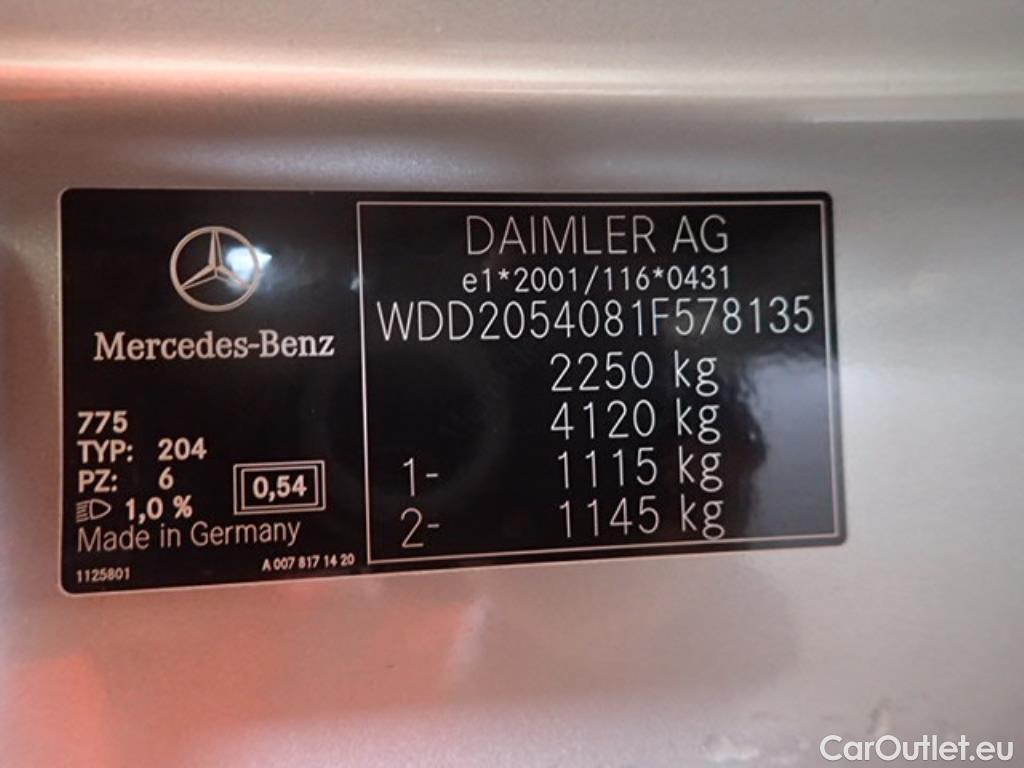 Mercedes-Benz
775
TYP: 204
PZ: 6
1,0 %
0,54
Made in Germany
1125801
A 007 817 14 20
DAIMLER AG
e1*2001/116*0431
WDD2054081F578135
2250 kg
4120 kg
1- 1115 kg
2- 1145 kg
CarOutlet.eu